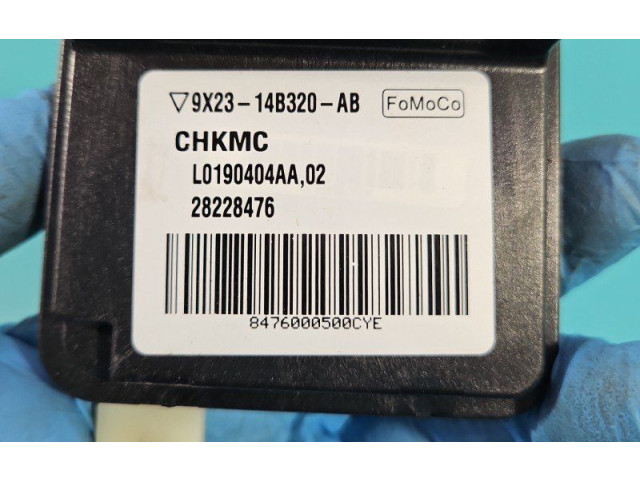 ▽9X23-14B320-AB FoMoCo
CHKMC
L0190404AA,02
28228476
8476000500CYE